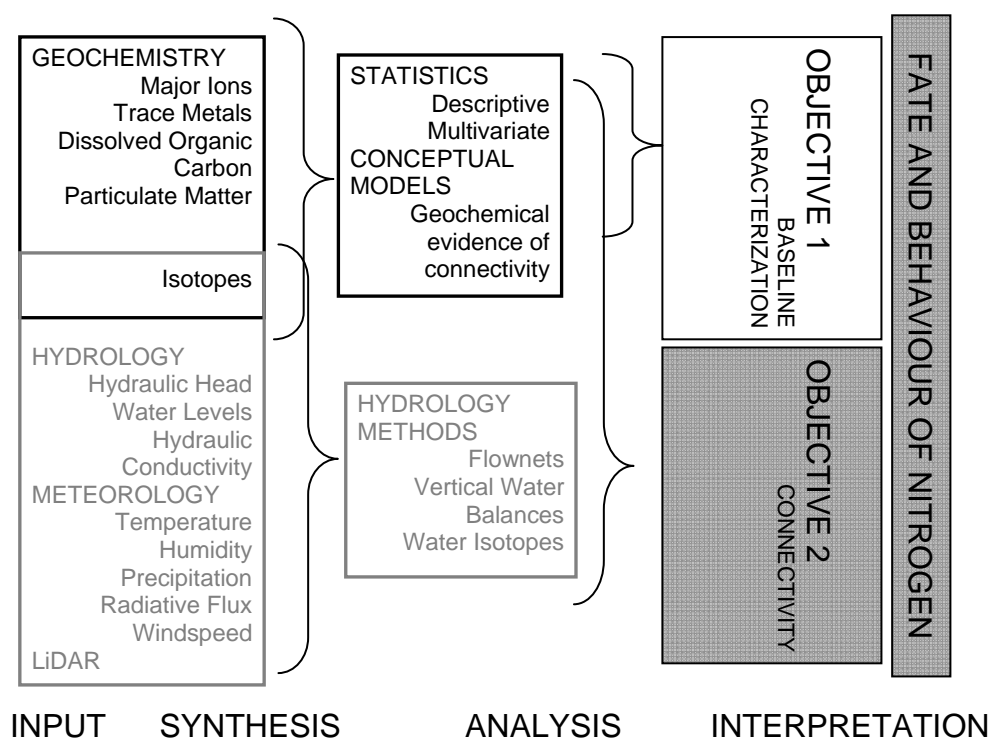 GEOCHEMISTRY
Major Ions
Trace Metals
Dissolved Organic
Carbon
Particulate Matter
Isotopes
HYDROLOGY
Hydraulic Head
Water Levels
Hydraulic
Conductivity
METEOROLOGY
Temperature
Humidity
Precipitation
Radiative Flux
Windspeed
LiDAR
STATISTICS
Descriptive
Multivariate
CONCEPTUAL
MODELS
Geochemical
evidence of
connectivity
HYDROLOGY
METHODS
Flownets
Vertical Water
Balances
Water Isotopes
OBJECTIVE 1
BASELINE
CHARACTERIZATION
OBJECTIVE 2
CONNECTIVITY
FATE AND BEHAVIOUR OF NITROGEN
INPUT SYNTHESIS ANALYSIS INTERPRETATION